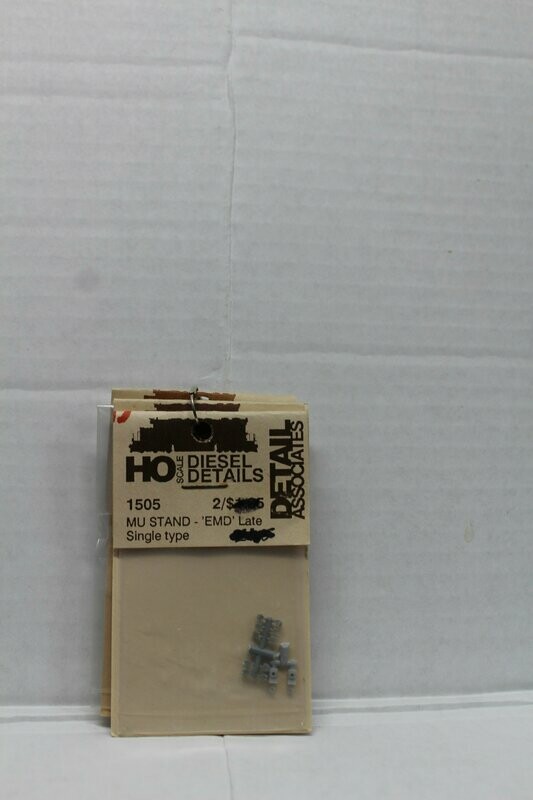 HO SCALE DIESEL DETAILS
DETAIL ASSOCIATES
1505 2/$
MU STAND - 'EMD' Late
Single type